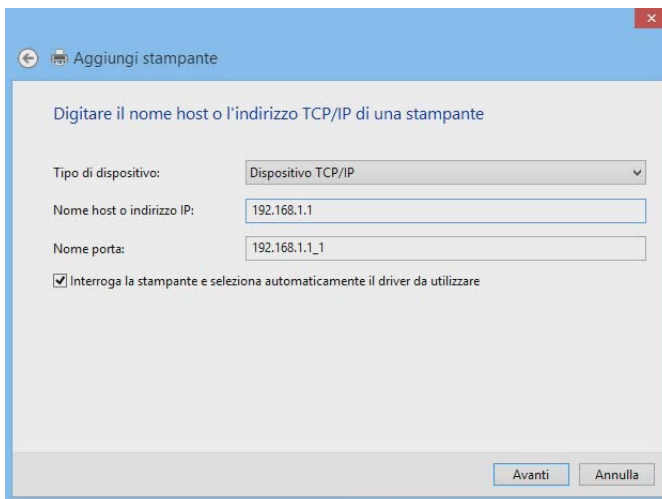 Aggiungi stampante
Digitare il nome host o l'indirizzo TCP/IP di una stampante
Tipo di dispositivo: Dispositivo TCP/IP
Nome host o indirizzo IP: 192.168.1.1
Nome porta: 192.168.1.1_1
Interroga la stampante e seleziona automaticamente il driver da utilizzare
Avanti Annulla